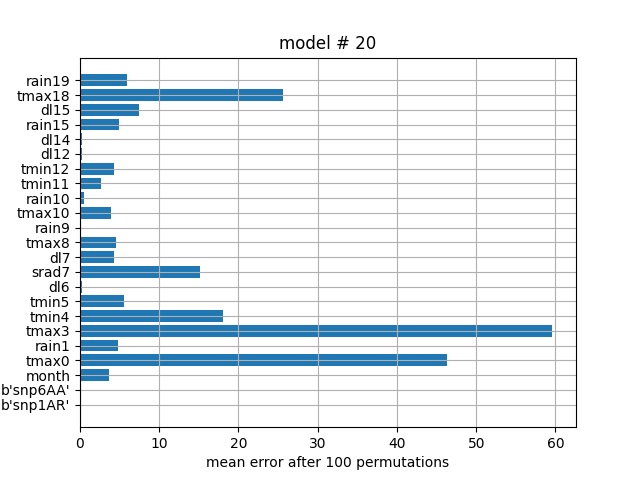 model # 20
rain19
tmax18
dl15
rain15
dl14
dl12
tmin12
tmin11
rain10
tmax10
rain9
tmax8
dl7
srad7
dl6
tmin5
tmin4
tmax3
rain1
tmax0
month
b'snp6AA'
b'snp1AR'
0 10 20 30 40 50 60
mean error after 100 permutations